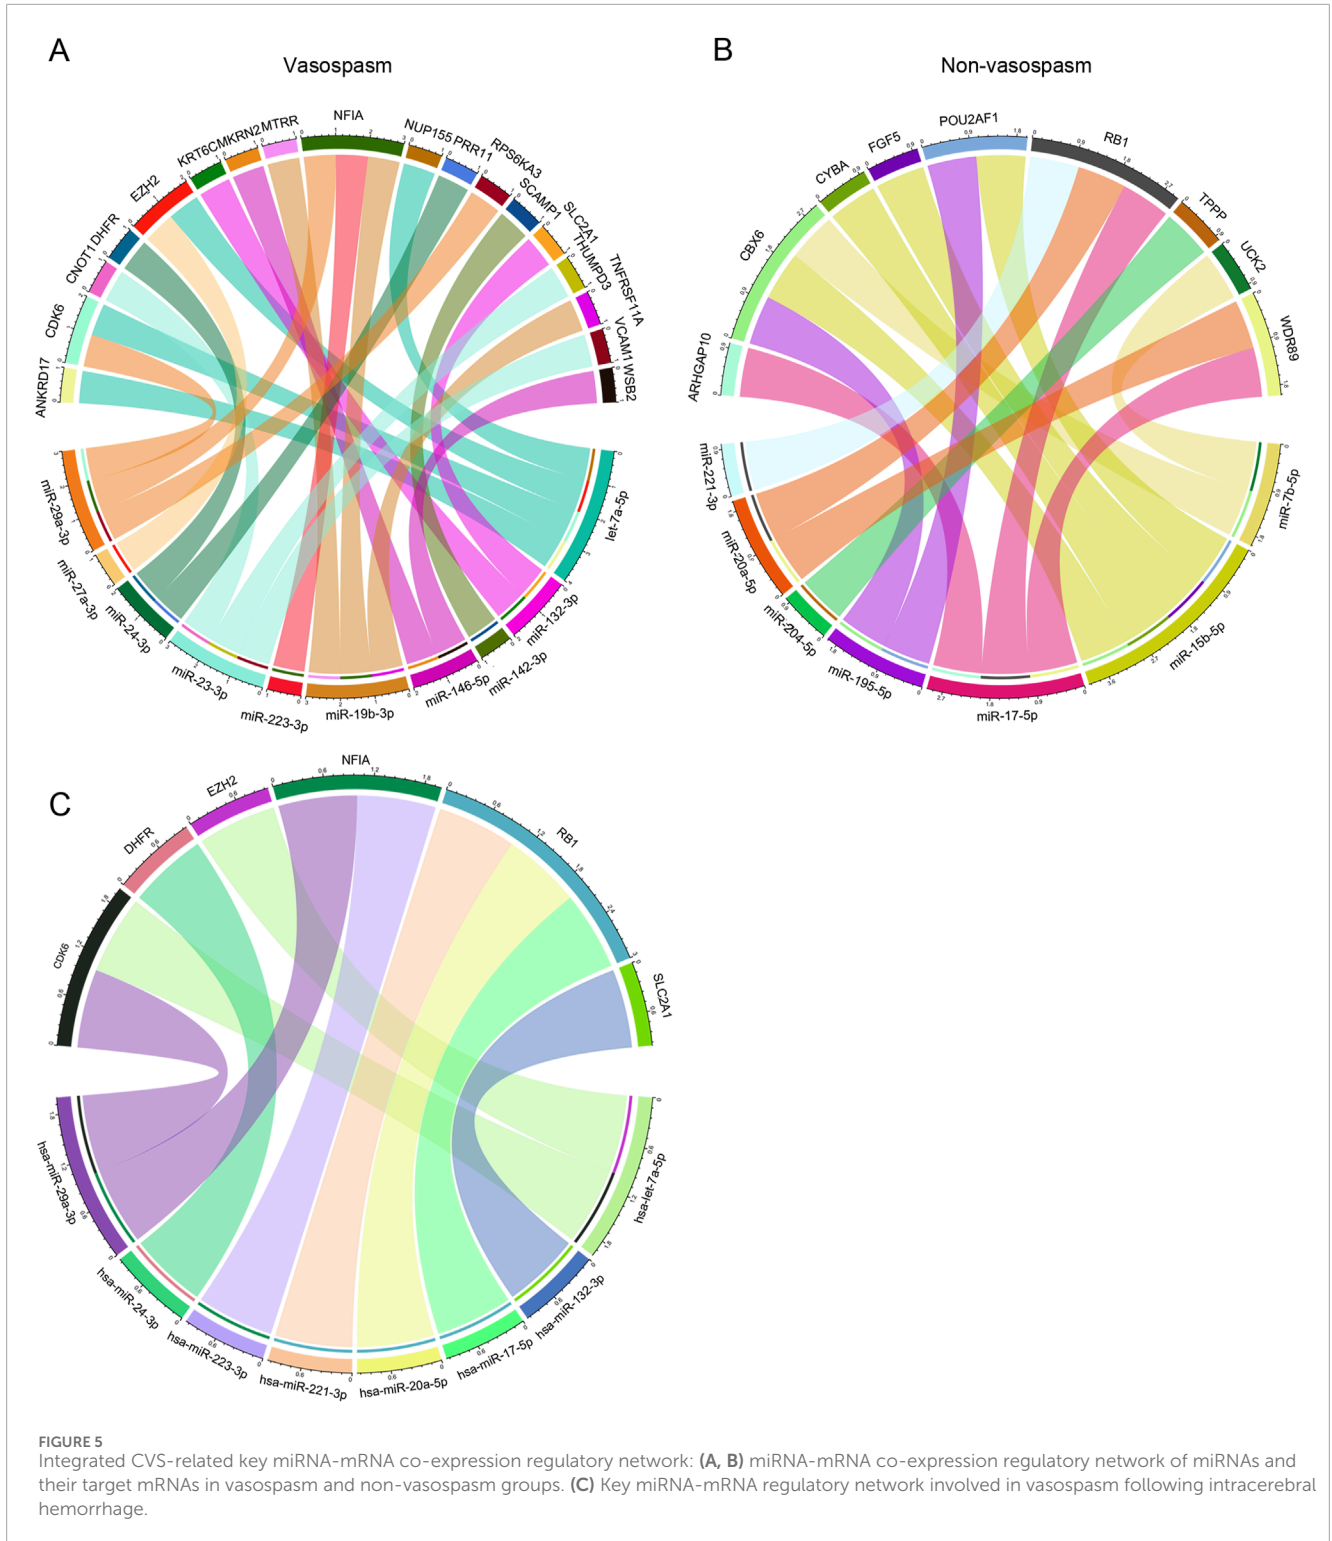 A
Vasospasm
ANKRD17
CDK6
CNOT11
DHFR
EZH2
KRT6C
MKRN2
MTRR
NFIA
NUP155
PRR11
RPS6KA3
SCAMP1
SLC2A1
THUMPD3
TNFRSF11A
VCAM1
WSB2
let-7a-5p
miR-132-3p
miR-142-3p
miR-146-5p
miR-19b-3p
miR-223-3p
miR-23-3p
miR-24-3p
miR-27a-3p
miR-29a-3p
B
Non-vasospasm
ARHGAP10
CBX6
CYBA
FGF5
POU2AF1
RB1
TPPP
UCK2
WDR89
miR-7b-5p
miR-15b-5p
miR-17-5p
miR-195-5p
miR-204-5p
miR-20a-5p
miR-221-3p
C
CDK6
DHFR
EZH2
NFIA
RB1
SLC2A1
hsa-let-7a-5p
hsa-miR-132-3p
hsa-miR-17-5p
hsa-miR-20a-5p
hsa-miR-221-3p
hsa-miR-223-3p
hsa-miR-24-3p
hsa-miR-29a-3p
FIGURE 5
Integrated CVS-related key miRNA-mRNA co-expression regulatory network: (A, B) miRNA-mRNA co-expression regulatory network of miRNAs and
their target mRNAs in vasospasm and non-vasospasm groups. (C) Key miRNA-mRNA regulatory network involved in vasospasm following intracerebral
hemorrhage.